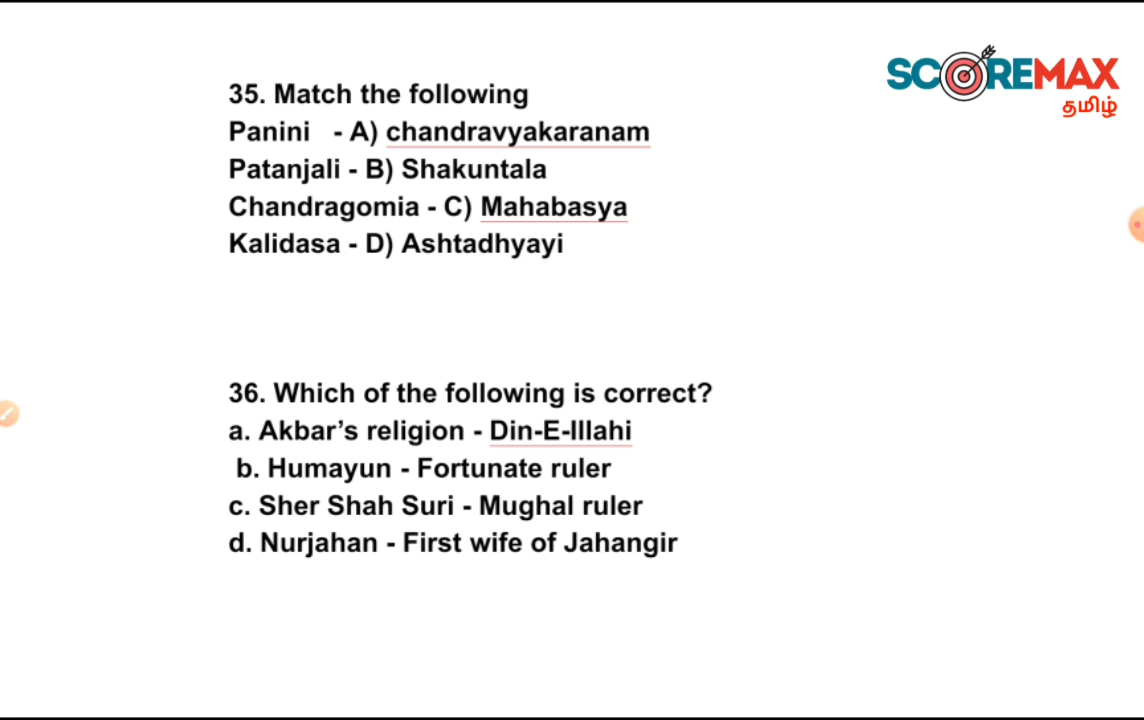 SCOREMAX
தமிழ்
35. Match the following
Panini - A) chandravyakaranam
Patanjali - B) Shakuntala
Chandragomia - C) Mahabasya
Kalidasa - D) Ashtadhyayi
36. Which of the following is correct?
a. Akbar’s religion - Din-E-Illahi
b. Humayun - Fortunate ruler
c. Sher Shah Suri - Mughal ruler
d. Nurjahan - First wife of Jahangir